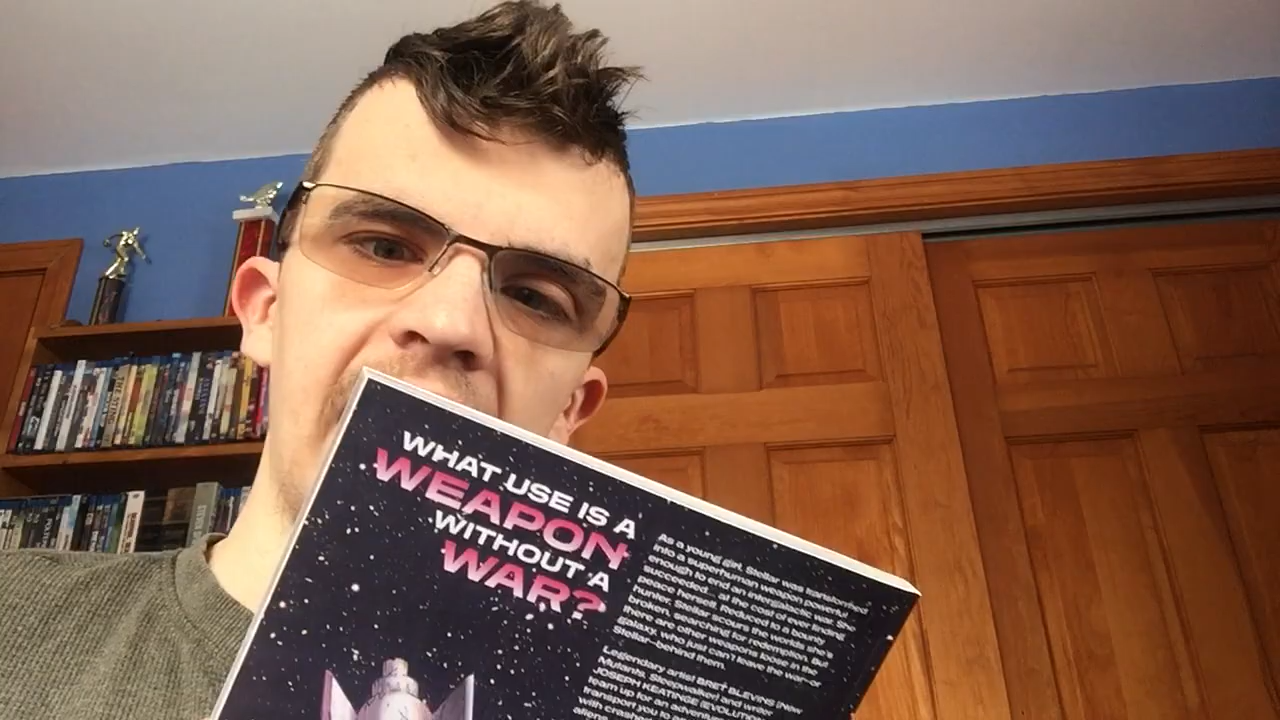 WHAT USE IS A
WEAPON
WITHOUT A
WAR?
As a young girl, Stellar was transformed
into a superhuman weapon powerful
enough to end an intergalactic war. She
succeeded... at the cost of ever finding
peace herself. Reduced to a bounty
hunter, Stellar scours the worlds she's
broken, searching for redemption. But
there are other weapons loose in the
galaxy, who just can't leave the war—or
Stellar—behind them.
Legendary artist BRET BLEVINS (New
Mutants, Sleepwalker) and writer
JOSEPH KEATINGE (EVOLUTION
team up for an adventure
transport you to
with crashed
aliens
THE STING